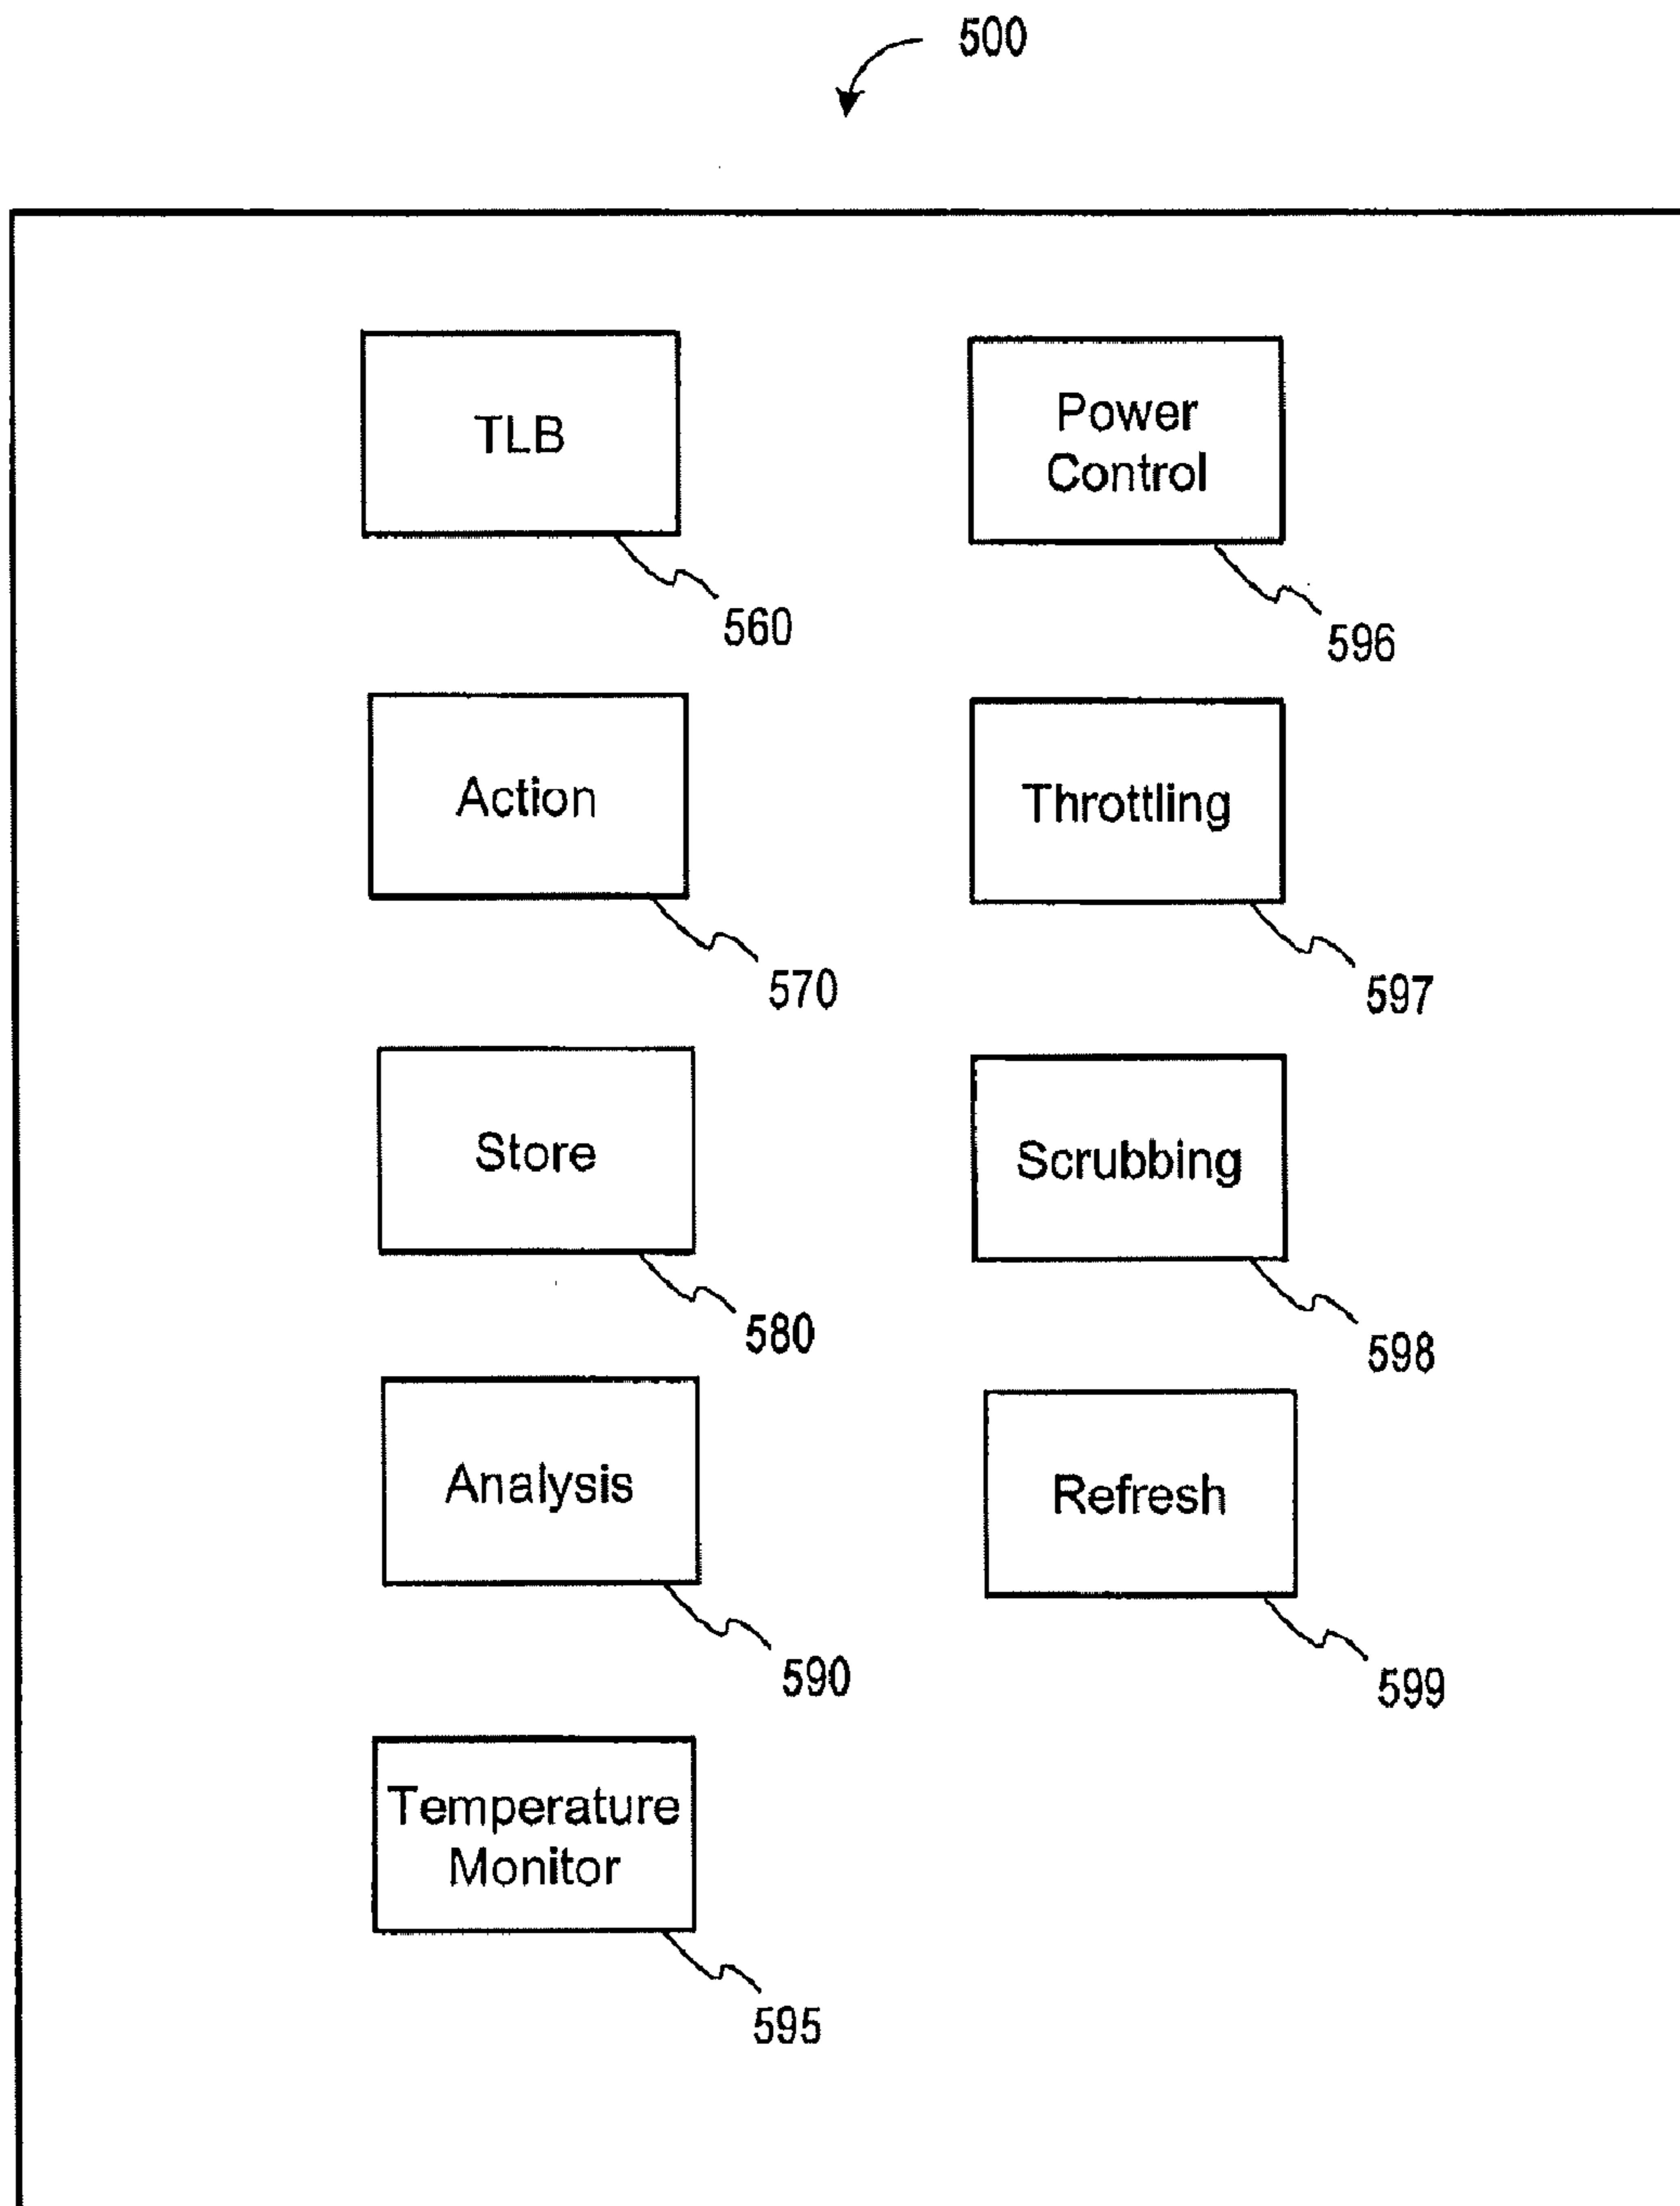 500
TLB
560
Power
Control
596
Action
570
Throttling
597
Store
580
Scrubbing
598
Analysis
590
Refresh
599
Temperature
Monitor
595